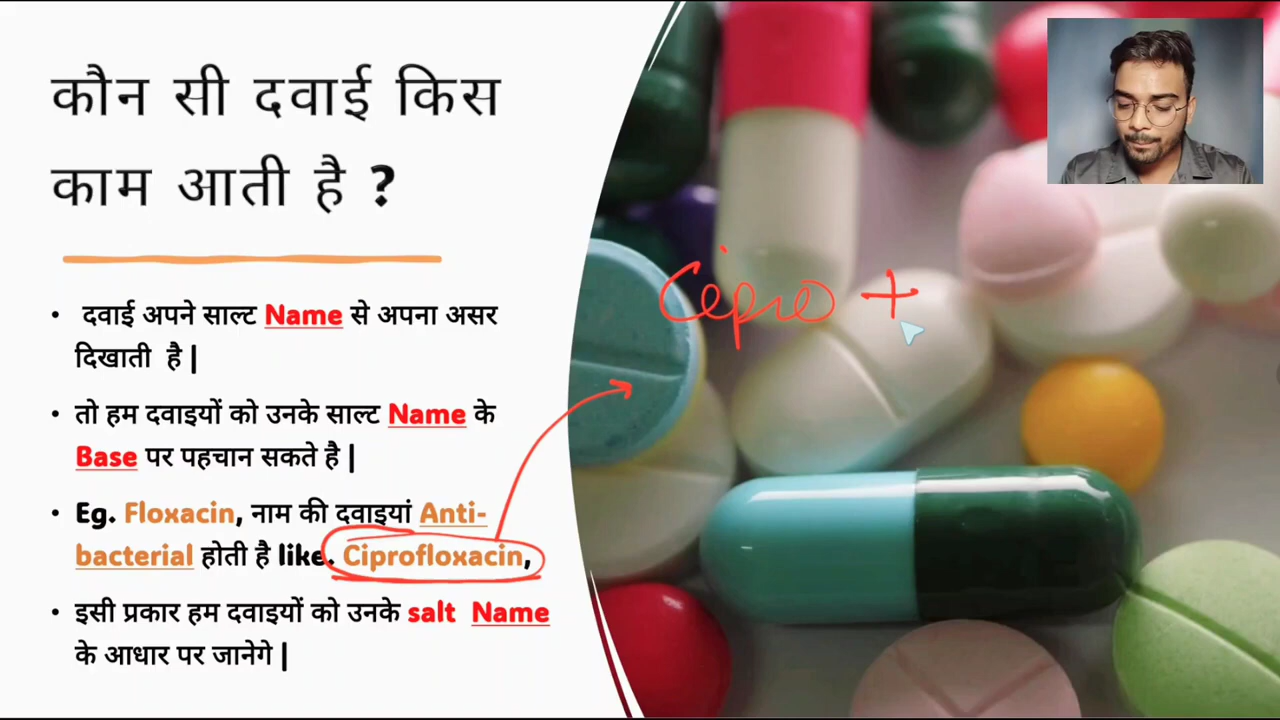 कौन सी दवाई किस
काम आती है ?
• दवाई अपने साल्ट Name से अपना असर
दिखाती है |
• तो हम दवाइयों को उनके साल्ट Name के
Base पर पहचान सकते है |
• Eg. Floxacin, नाम की दवाइयां Anti-
bacterial होती है like. Ciprofloxacin,
• इसी प्रकार हम दवाइयों को उनके salt Name
के आधार पर जानेगे |
Cipro +